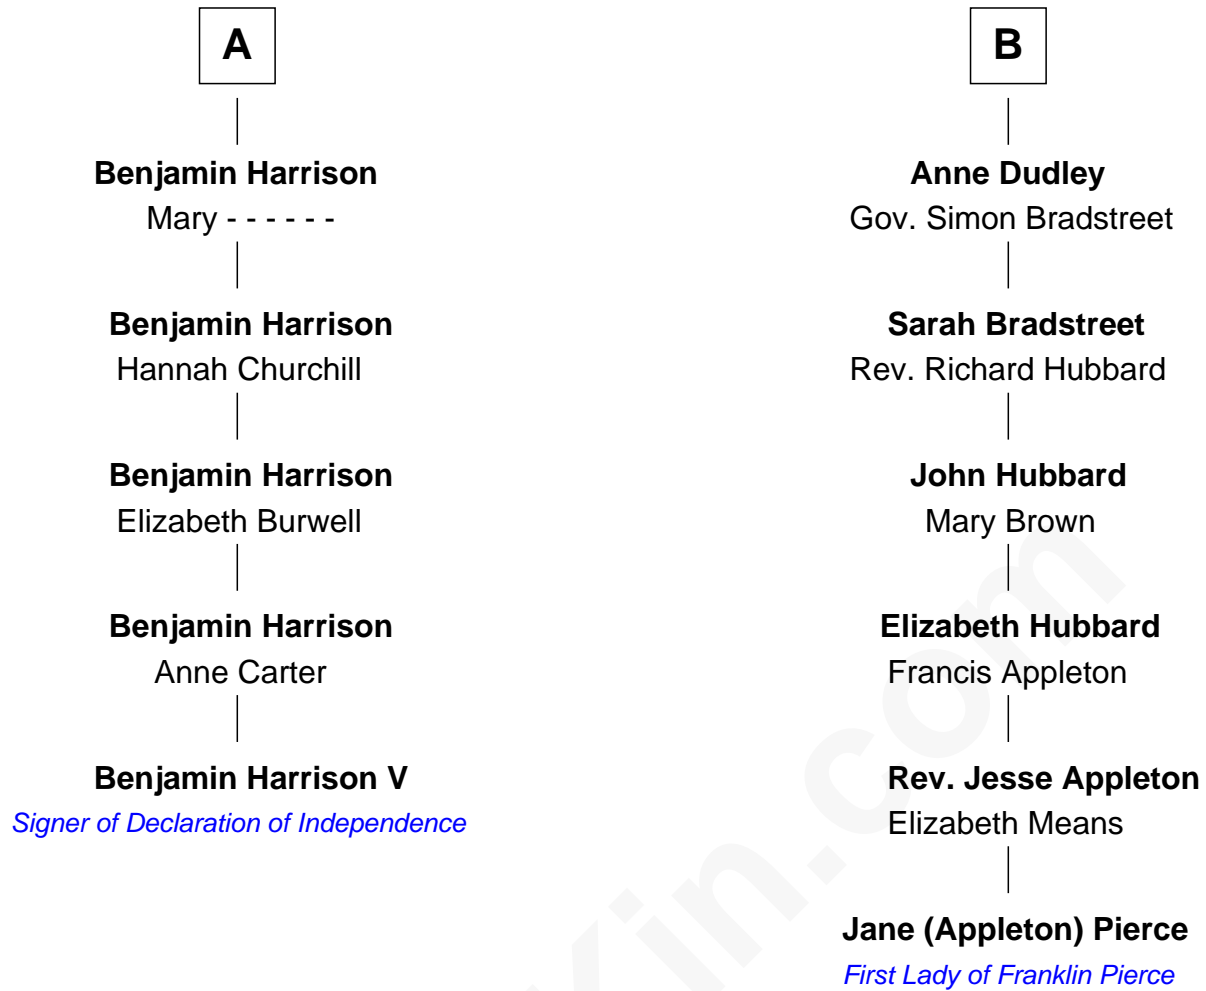 A
Benjamin Harrison
Mary - - - - - -
Benjamin Harrison
Hannah Churchill
Benjamin Harrison
Elizabeth Burwell
Benjamin Harrison
Anne Carter
Benjamin Harrison V
Signer of Declaration of Independence
B
Anne Dudley
Gov. Simon Bradstreet
Sarah Bradstreet
Rev. Richard Hubbard
John Hubbard
Mary Brown
Elizabeth Hubbard
Francis Appleton
Rev. Jesse Appleton
Elizabeth Means
Jane (Appleton) Pierce
First Lady of Franklin Pierce
Kin.com